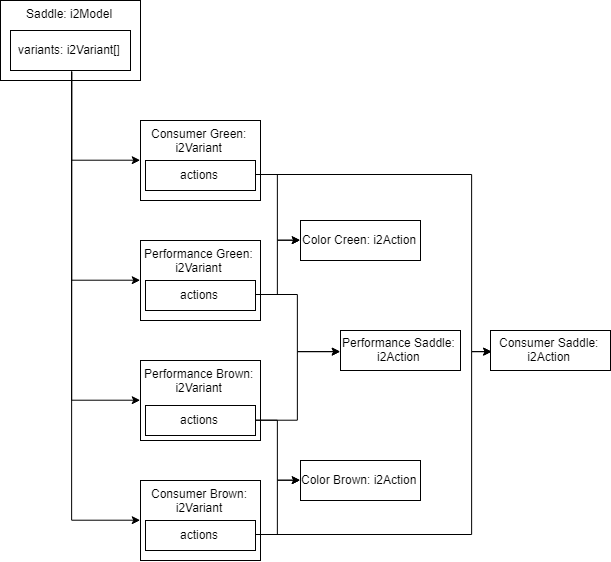 Saddle: i2Model
variants: i2Variant[]
Consumer Green:
i2Variant
actions
Color Creen: i2Action
Performance Green:
i2Variant
actions
Performance Saddle:
i2Action
Consumer Saddle:
i2Action
Performance Brown:
i2Variant
actions
Color Brown: i2Action
Consumer Brown:
i2Variant
actions